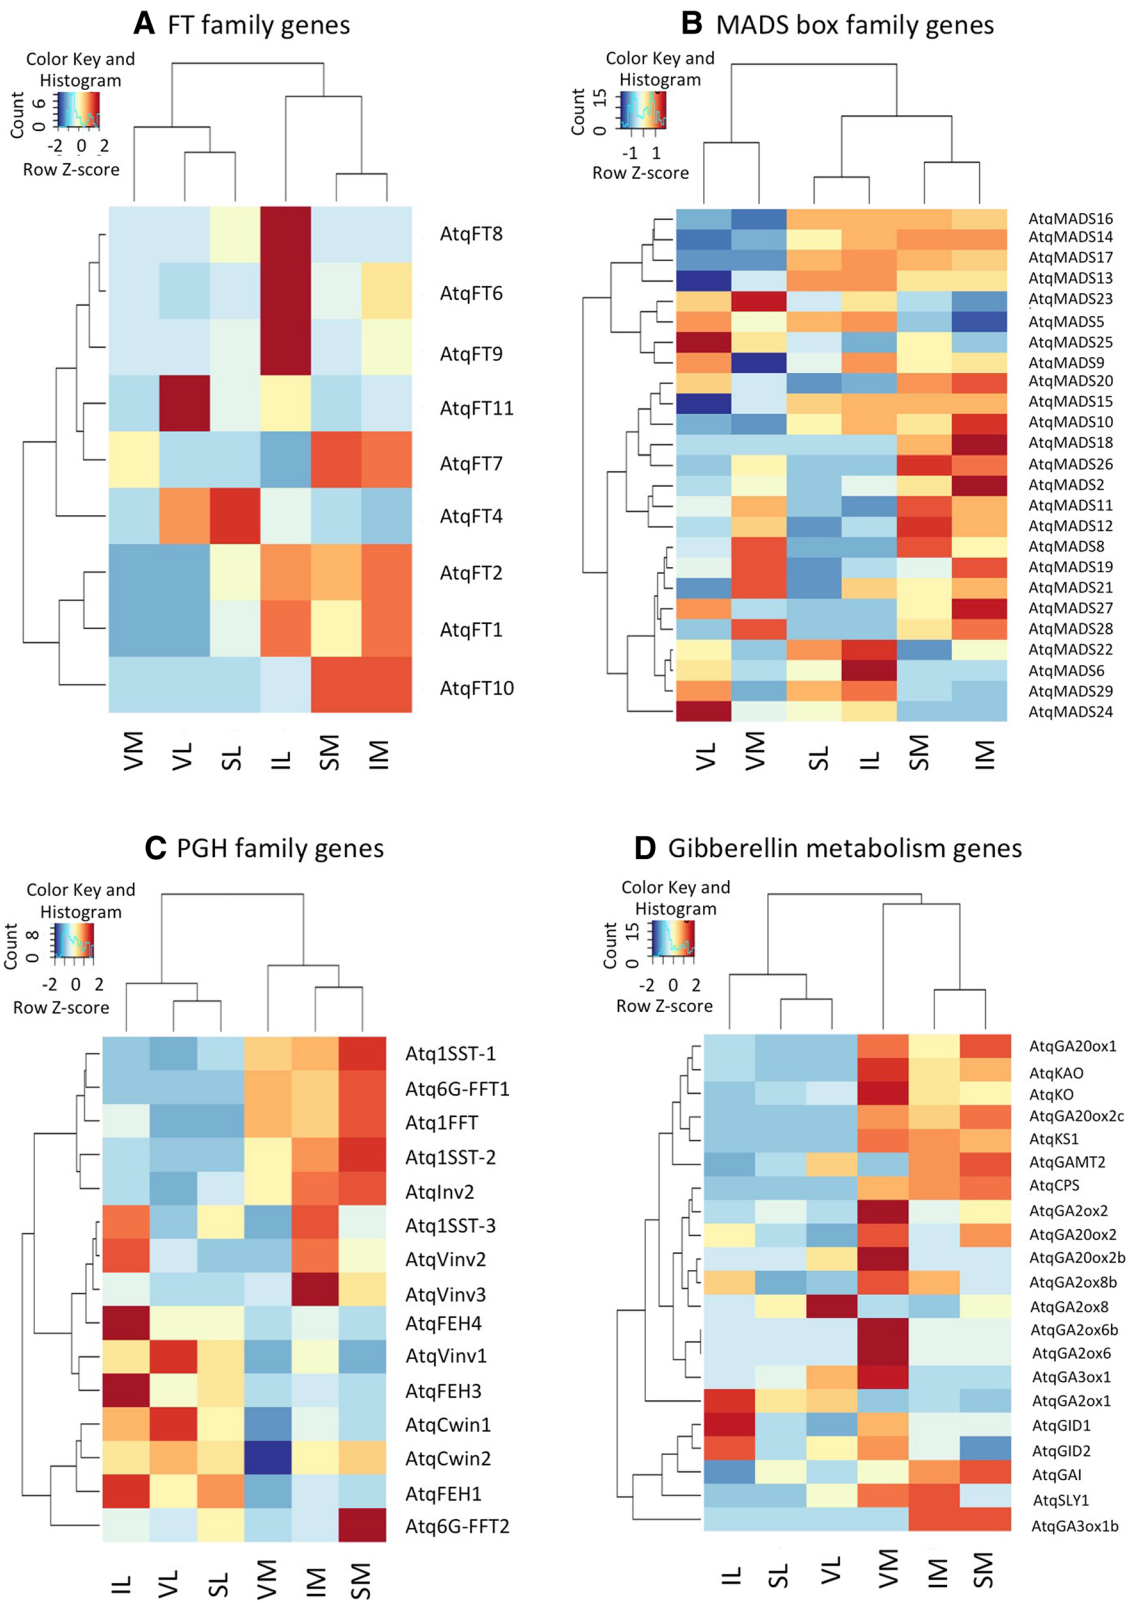 A FT family genes
Color Key and
Histogram
Count
0 6
-2 0 2
Row Z-score
AtqFT8
AtqFT6
AtqFT9
AtqFT11
AtqFT7
AtqFT4
AtqFT2
AtqFT1
AtqFT10
VM VL SL IL SM IM
B MADS box family genes
Color Key and
Histogram
Count
0 15
-1 1
Row Z-score
AtqMADS16
AtqMADS14
AtqMADS17
AtqMADS13
AtqMADS23
AtqMADS5
AtqMADS25
AtqMADS9
AtqMADS20
AtqMADS15
AtqMADS10
AtqMADS18
AtqMADS26
AtqMADS2
AtqMADS11
AtqMADS12
AtqMADS8
AtqMADS19
AtqMADS21
AtqMADS27
AtqMADS28
AtqMADS22
AtqMADS6
AtqMADS29
AtqMADS24
VL VM SL IL SM IM
C PGH family genes
Color Key and
Histogram
Count
0 8
-2 0 2
Row Z-score
Atq1SST-1
Atq6G-FFT1
Atq1FFT
Atq1SST-2
AtqInv2
Atq1SST-3
AtqVinv2
AtqVinv3
AtqFEH4
AtqVinv1
AtqFEH3
AtqCwin1
AtqCwin2
AtqFEH1
Atq6G-FFT2
IL VL SL VM IM SM
D Gibberellin metabolism genes
Color Key and
Histogram
Count
0 15
-2 0 2
Row Z-score
AtqGA20ox1
AtqKAO
AtqKO
AtqGA20ox2c
AtqKS1
AtqGAMT2
AtqCPS
AtqGA2ox2
AtqGA20ox2
AtqGA20ox2b
AtqGA2ox8b
AtqGA2ox8
AtqGA2ox6b
AtqGA2ox6
AtqGA3ox1
AtqGA2ox1
AtqGID1
AtqGID2
AtqGAI
AtqSLY1
AtqGA3ox1b
IL SL VL VM IM SM